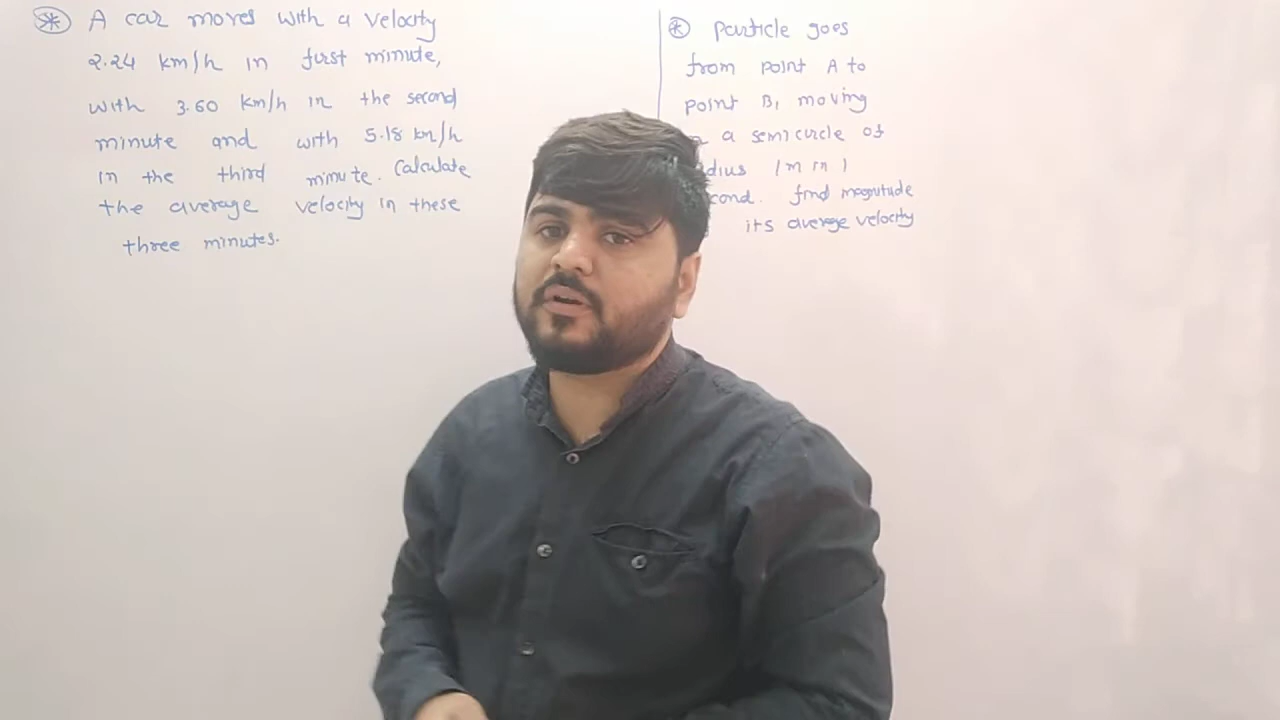 A car moves with a velocity
2.24 km/h in first minute,
with 3.60 km/h in the second
minute and with 5.18 km/h
in the third minute. Calculate
the average velocity in these
three minutes.
particle goes
from point A to
point B, moving
a semicircle of
dius 1m in 1
cond. find magnitude
its average velocity